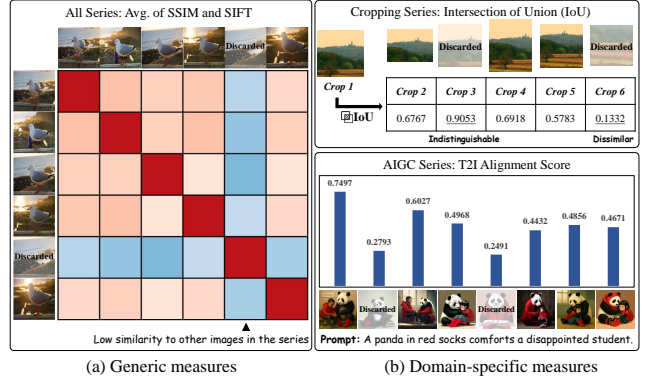 All Series: Avg. of SSIM and SIFT
Discarded
Discarded
Low similarity to other images in the series
(a) Generic measures
Cropping Series: Intersection of Union (IoU)
Discarded
Discarded
Crop 1
IoU
Crop 2 Crop 3 Crop 4 Crop 5 Crop 6
0.6767 0.9053 0.6918 0.5783 0.1332
Indistinguishable Dissimilar
AIGC Series: T2I Alignment Score
0.7497 0.2793 0.6027 0.4968 0.2491 0.4432 0.4856 0.4671
Discarded Discarded
Prompt: A panda in red socks comforts a disappointed student.
(b) Domain-specific measures